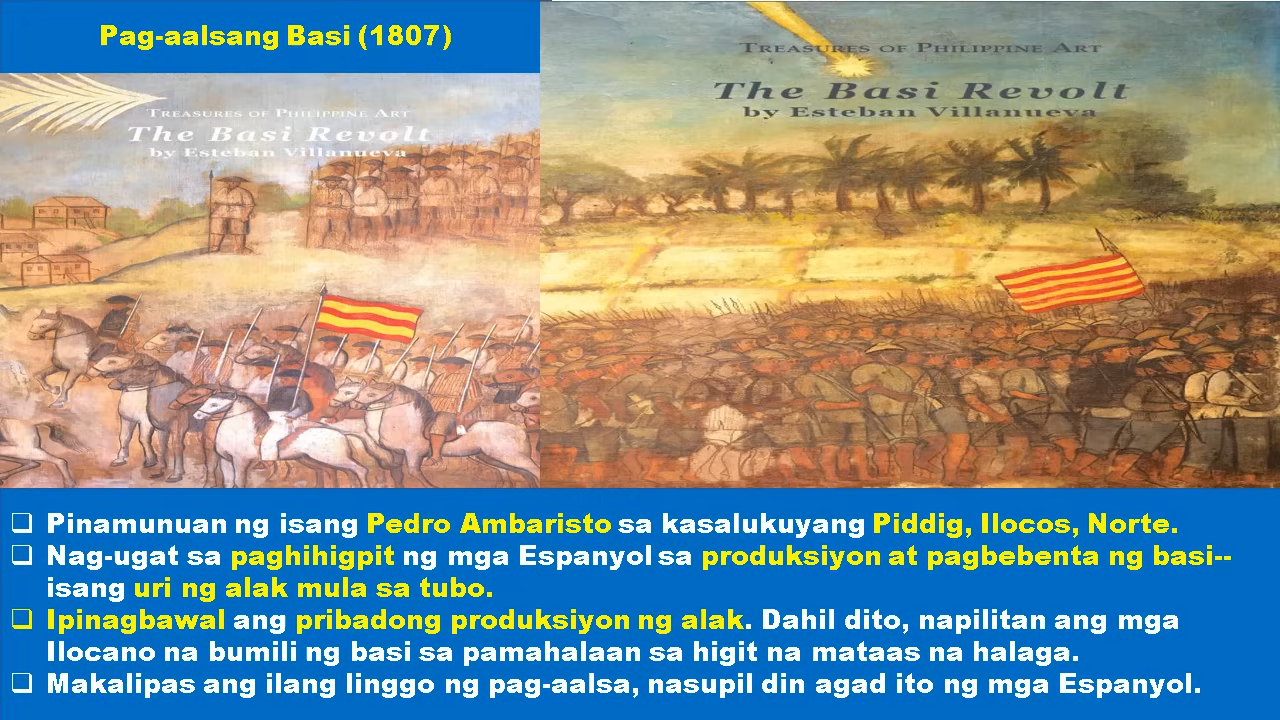 Pag-aalsang Basi (1807)
TREASURES OF PHILIPPINE ART
The Basi Revolt
by Esteban Villanueva
TREASURES OF PHILIPPINE ART
The Basi Revolt
by Esteban Villanueva
Pinamunuan ng isang Pedro Ambaristo sa kasalukuyang Piddig, Ilocos, Norte.
Nag-ugat sa paghihigpit ng mga Espanyol sa produksiyon at pagbebenta ng basi--
isang uri ng alak mula sa tubo.
Ipinagbawal ang pribadong produksiyon ng alak. Dahil dito, napilitan ang mga
Ilocano na bumili ng basi sa pamahalaan sa higit na mataas na halaga.
Makalipas ang ilang linggo ng pag-aalsa, nasupil din agad ito ng mga Espanyol.